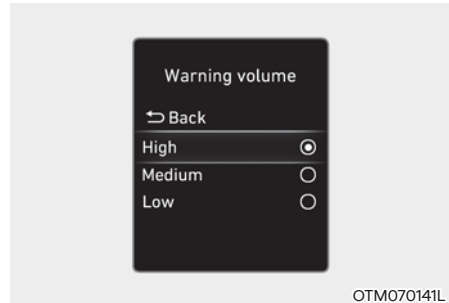 Warning volume
Back
High
Medium
Low
OTM070141L